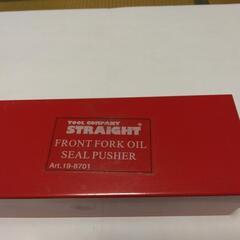 TOOL COMPANY
STRAIGHT
FRONT FORK OIL
SEAL PUSHER
Art.19-8701